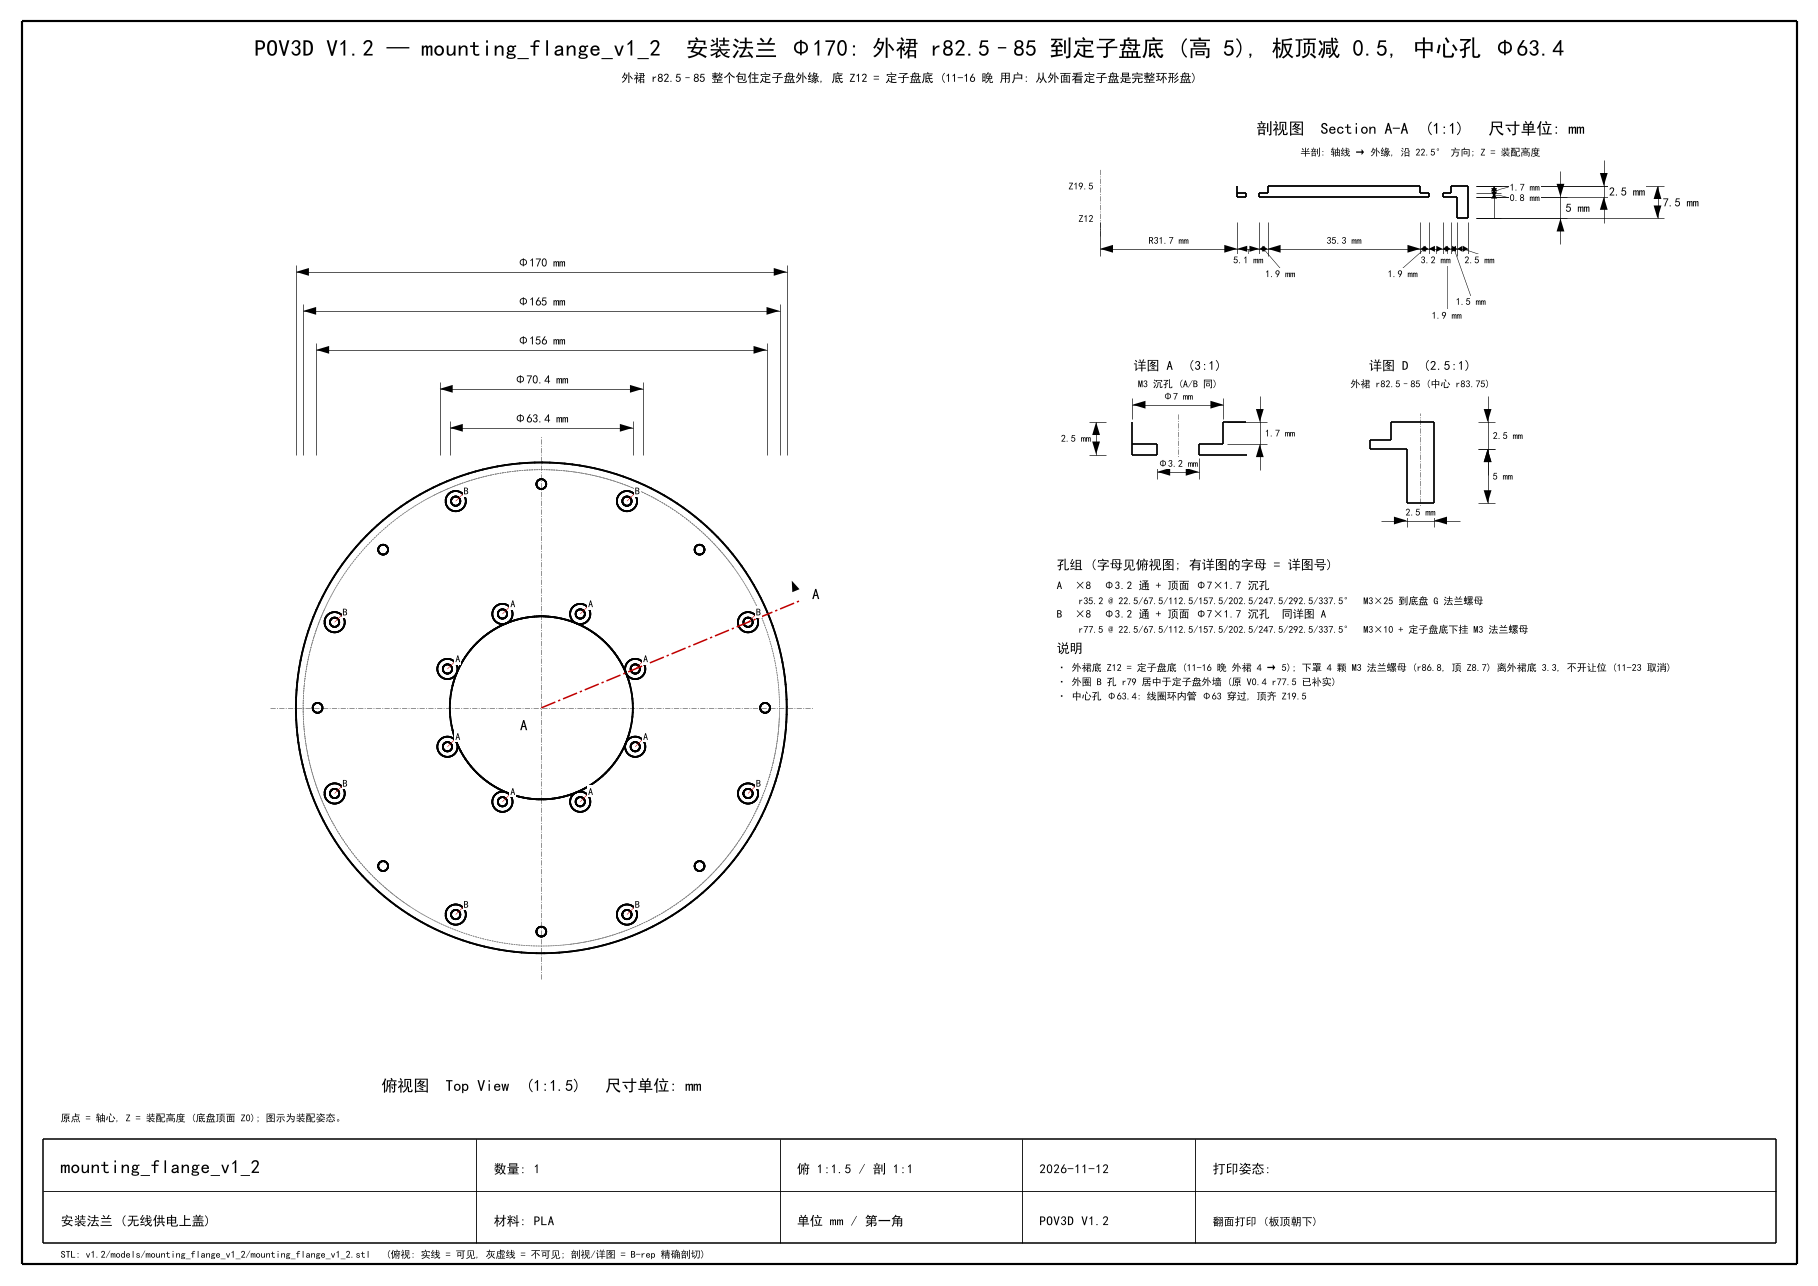 POV3D V1.2 — mounting_flange_v1_2 安装法兰 Φ170: 外裙 r82.5–85 到定子盘底 (高 5), 板顶减 0.5, 中心孔 Φ63.4
外裙 r82.5–85 整个包住定子盘外缘, 底 Z12 = 定子盘底 (11-16 晚 用户: 从外面看定子盘是完整环形盘)
剖视图 Section A-A (1:1) 尺寸单位: mm
半剖: 轴线 → 外缘, 沿 22.5° 方向; Z = 装配高度
Z19.5
Z12
1.7 mm
0.8 mm
2.5 mm
5 mm
7.5 mm
R31.7 mm
35.3 mm
5.1 mm
3.2 mm
2.5 mm
1.9 mm
1.9 mm
1.5 mm
1.9 mm
Φ170 mm
Φ165 mm
Φ156 mm
Φ70.4 mm
Φ63.4 mm
详图 A (3:1)
M3 沉孔 (A/B 同)
Φ7 mm
2.5 mm
1.7 mm
Φ3.2 mm
详图 D (2.5:1)
外裙 r82.5–85 (中心 r83.75)
2.5 mm
5 mm
2.5 mm
B
B
B
B
A
A
A
A
A
A
A
A
A
A
B
B
B
B
孔组 (字母见俯视图; 有详图的字母 = 详图号)
A ×8 Φ3.2 通 + 顶面 Φ7×1.7 沉孔
r35.2 @ 22.5/67.5/112.5/157.5/202.5/247.5/292.5/337.5° M3×25 到底盘 G 法兰螺母
B ×8 Φ3.2 通 + 顶面 Φ7×1.7 沉孔 同详图 A
r77.5 @ 22.5/67.5/112.5/157.5/202.5/247.5/292.5/337.5° M3×10 + 定子盘底下挂 M3 法兰螺母
说明
· 外裙底 Z12 = 定子盘底 (11-16 晚 外裙 4 → 5); 下罩 4 颗 M3 法兰螺母 (r86.8, 顶 Z8.7) 离外裙底 3.3, 不开让位 (11-23 取消)
· 外圈 B 孔 r79 居中于定子盘外墙 (原 V0.4 r77.5 已补实)
· 中心孔 Φ63.4: 线圈环内管 Φ63 穿过, 顶齐 Z19.5
俯视图 Top View (1:1.5) 尺寸单位: mm
原点 = 轴心, Z = 装配高度 (底盘顶面 Z0); 图示为装配姿态。
mounting_flange_v1_2
数量: 1
俯 1:1.5 / 剖 1:1
2026-11-12
打印姿态:
安装法兰 (无线供电上盖)
材料: PLA
单位 mm / 第一角
POV3D V1.2
翻面打印 (板顶朝下)
STL: v1.2/models/mounting_flange_v1_2/mounting_flange_v1_2.stl (俯视: 实线 = 可见, 灰虚线 = 不可见; 剖视/详图 = B-rep 精确剖切)